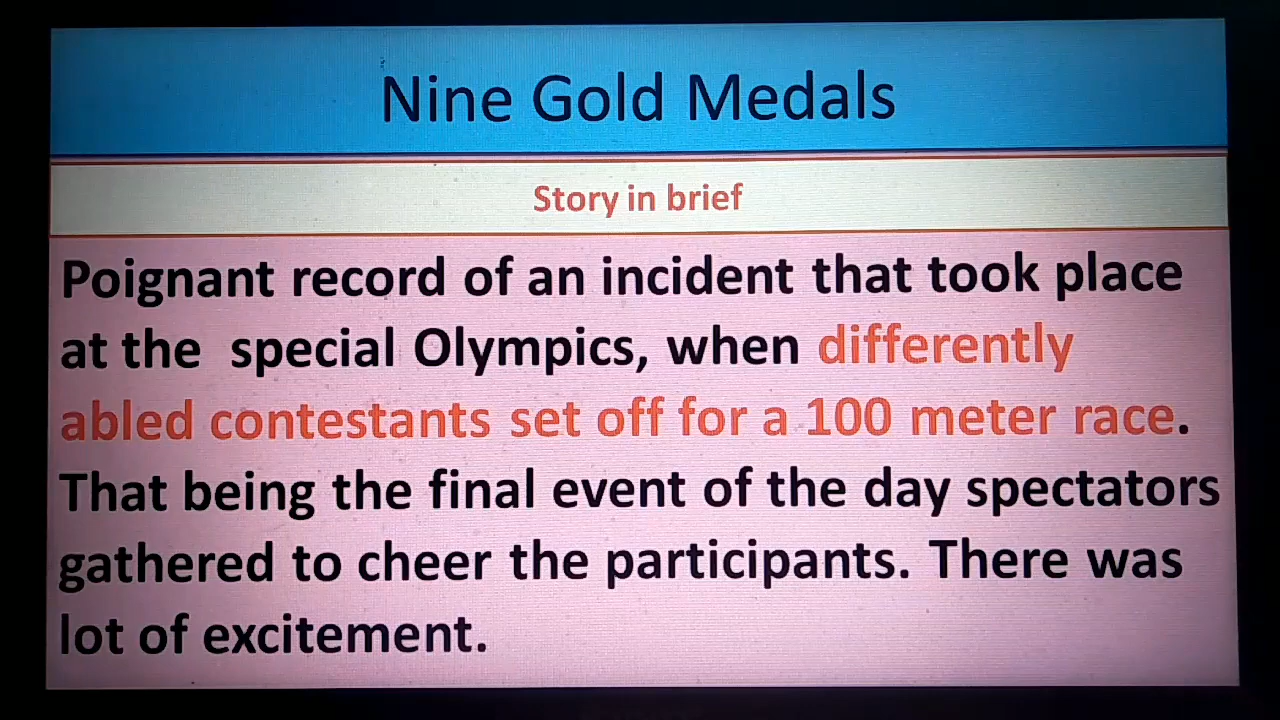 Nine Gold Medals
Story in brief
Poignant record of an incident that took place
at the special Olympics, when differently
abled contestants set off for a 100 meter race.
That being the final event of the day spectators
gathered to cheer the participants. There was
lot of excitement.